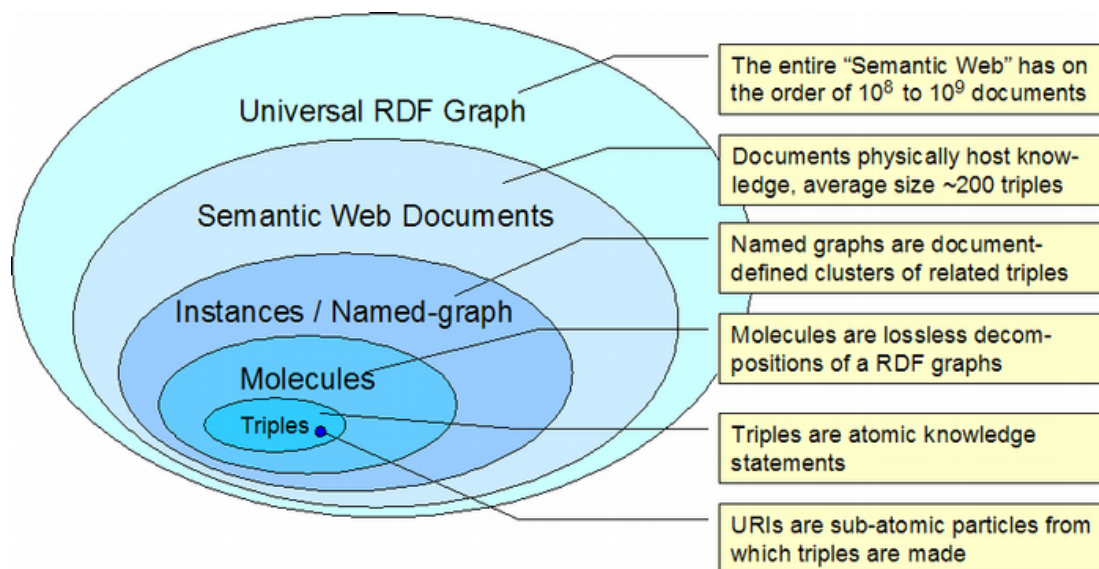 Universal RDF Graph
Semantic Web Documents
Instances / Named-graph
Molecules
Triples
The entire “Semantic Web” has on
the order of 10⁸ to 10⁹ documents
Documents physically host know-
ledge, average size ~200 triples
Named graphs are document-
defined clusters of related triples
Molecules are lossless decom-
positions of a RDF graphs
Triples are atomic knowledge
statements
URIs are sub-atomic particles from
which triples are made